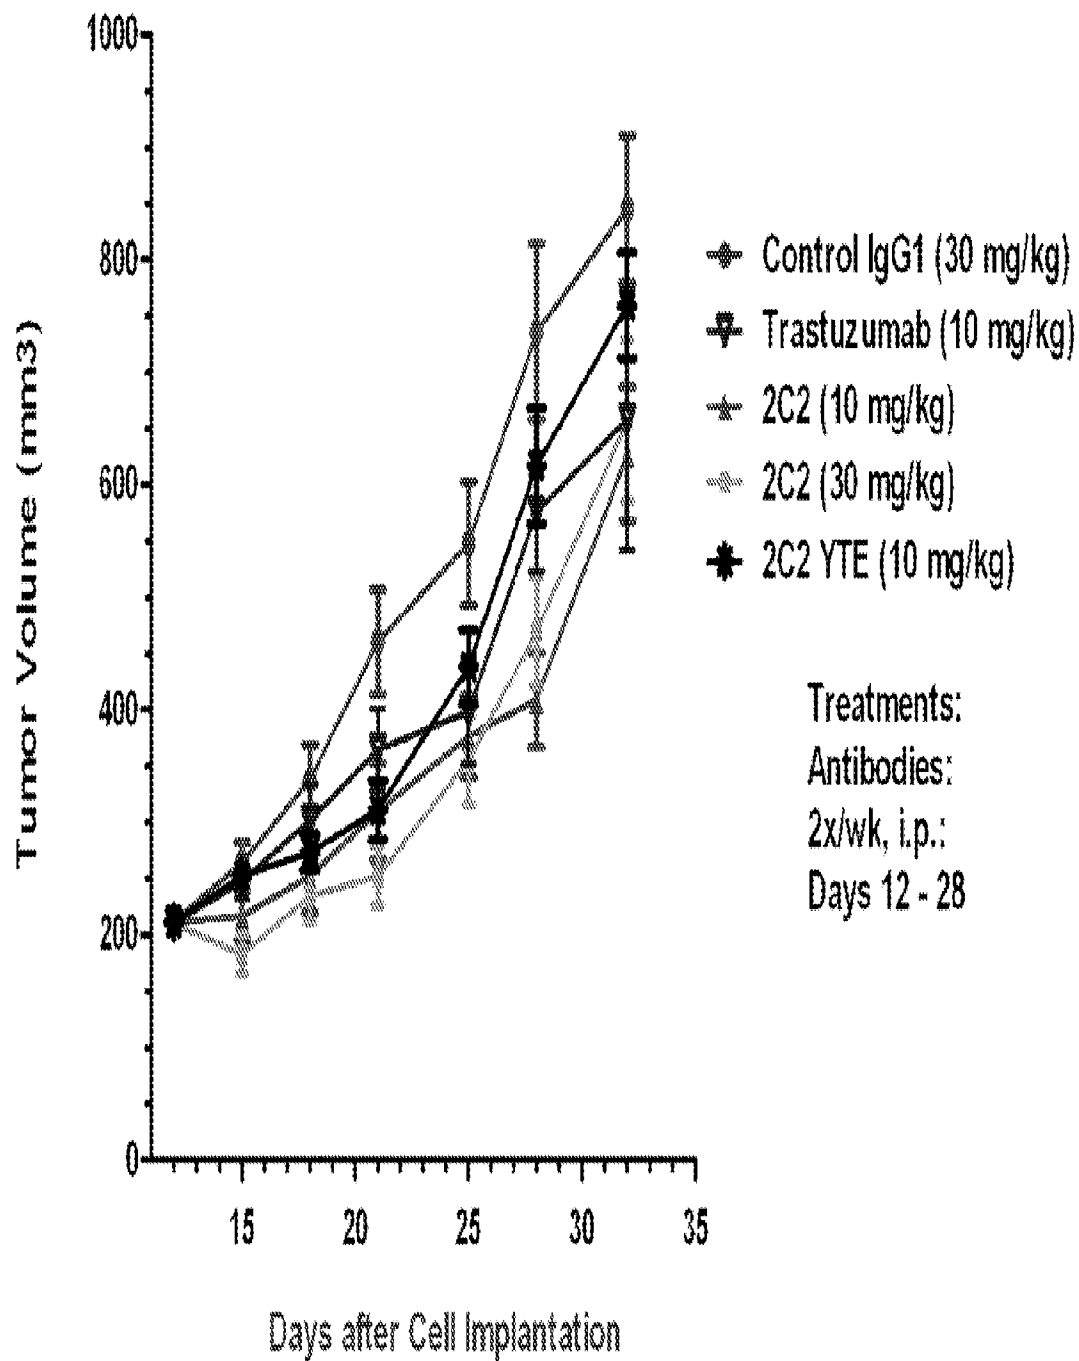 Tumor Volume (mm3)
1000
800
600
400
200
0
15 20 25 30 35
Days after Cell Implantation
Control IgG1 (30 mg/kg)
Trastuzumab (10 mg/kg)
2C2 (10 mg/kg)
2C2 (30 mg/kg)
2C2 YTE (10 mg/kg)
Treatments:
Antibodies:
2x/wk, i.p.:
Days 12 - 28